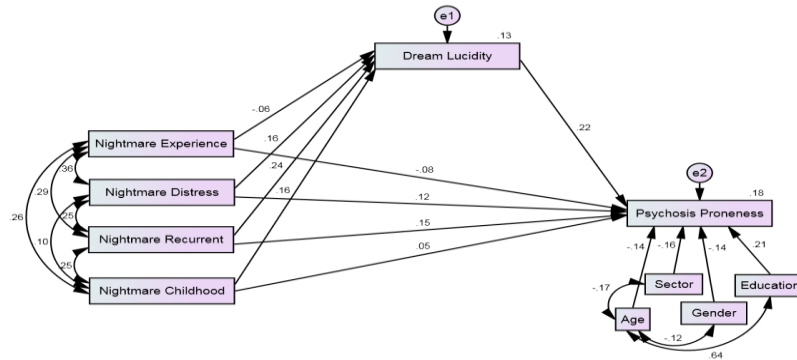 e1
.13
Dream Lucidity
-.06
.16
.24
.16
.22
Nightmare Experience
.36
-.08
.29
e2
.26
Nightmare Distress
.12
.18
.25
Psychosis Proneness
.10
Nightmare Recurrent
.15
-.14
-.16
-.14
.21
.25
.05
Nightmare Childhood
Sector
Education
-.17
Age
Gender
-.12
.64